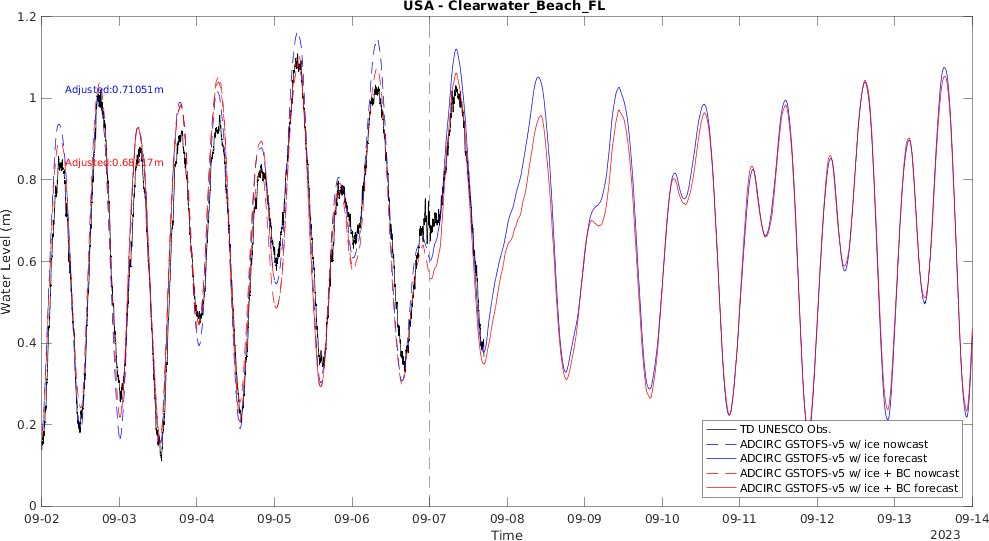 USA - Clearwater_Beach_FL
1.2
1
0.8
0.6
0.4
0.2
0
Water Level (m)
Adjusted:0.71051m
TD UNESCO Obs.
ADCIRC GSTOFS-v5 w/ ice nowcast
ADCIRC GSTOFS-v5 w/ ice forecast
ADCIRC GSTOFS-v5 w/ ice + BC nowcast
ADCIRC GSTOFS-v5 w/ ice + BC forecast
09-02 09-03 09-04 09-05 09-06 09-07 09-08 09-09 09-10 09-11 09-12 09-13 09-14
Time
2023